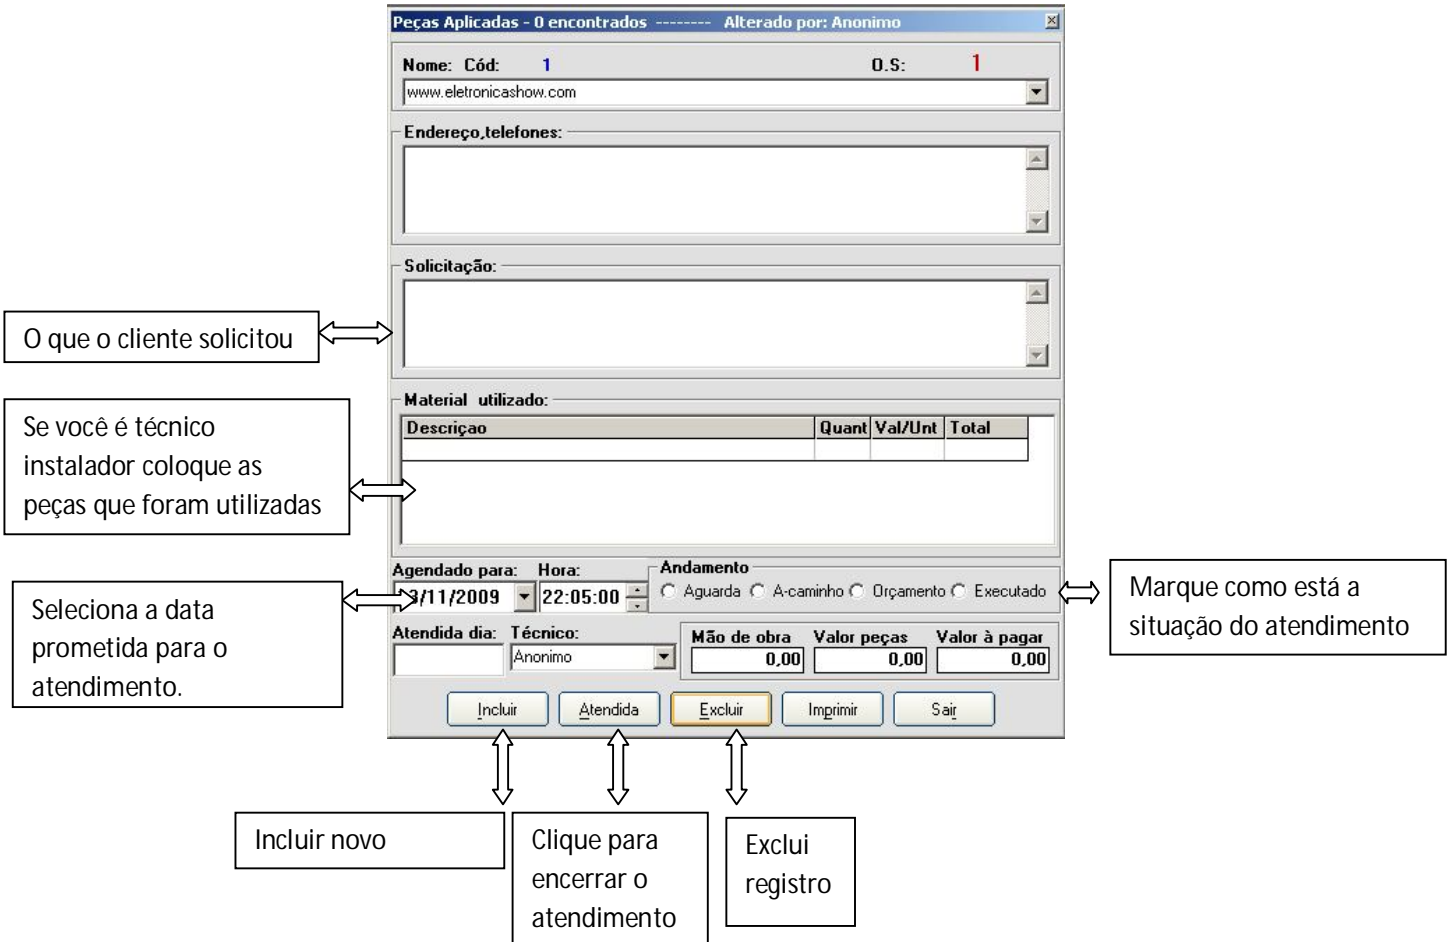 Peças Aplicadas - 0 encontrados -------- Alterado por: Anonimo
Nome: Cód: 1 O.S: 1
www.eletronicashow.com
Endereço,telefones:
Solicitação:
O que o cliente solicitou
Material utilizado:
Descriçao Quant Val/Unt Total
Se você é técnico
instalador coloque as
peças que foram utilizadas
Agendado para: Hora: Andamento
3/11/2009 22:05:00 Aguarda A-caminho Orçamento Executado
Seleciona a data
prometida para o
atendimento.
Marque como está a
situação do atendimento
Atendida dia: Técnico: Mão de obra Valor peças Valor à pagar
Anonimo 0,00 0,00 0,00
Incluir Atendida Excluir Imprimir Sair
Incluir novo
Clique para
encerrar o
atendimento
Exclui
registro